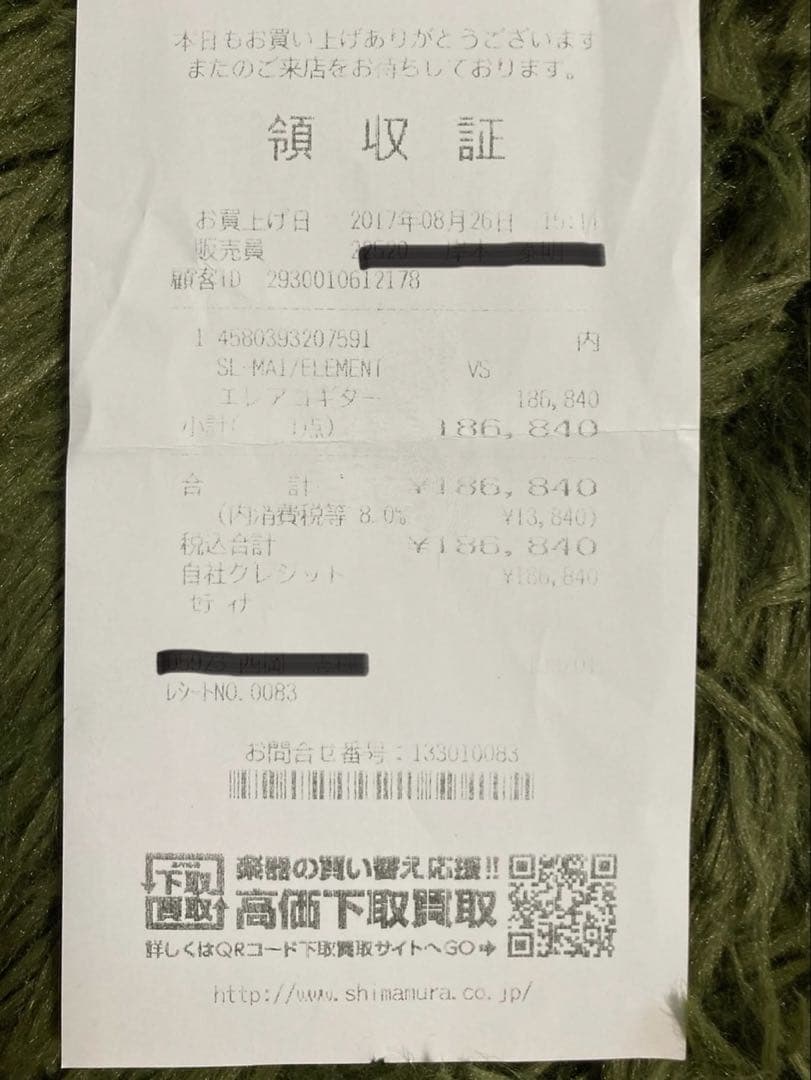 本日もお買い上げありがとうございます
またのご来店をお待ちしております。
領 収 証
お買上げ日 2017年08月26日 15:14
販売員
顧客ID 2930010612178
1 4580393207591 内
SL-MAI/ELEMENT VS
エレアコギター 186,840
小計( 1点) 186,840
合 計 ¥186,840
(内消費税等 8.0% ¥13,840)
税込合計 ¥186,840
自社クレジット ¥186,840
セディナ
レシートNO.0083
お問合せ番号:133010083
下取 買取
楽器の買い替え応援!!
高価下取買取
詳しくはQRコード下取買取サイトへGO➡
http://www.shimamura.co.jp/